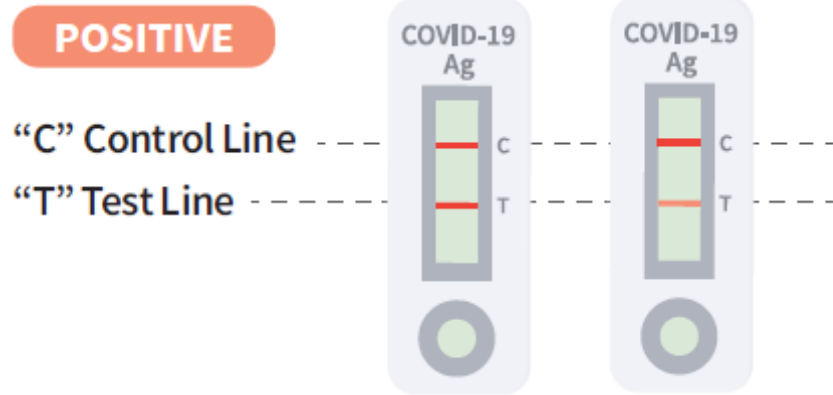 POSITIVE
COVID-19
Ag
COVID-19
Ag
“C” Control Line
C
C
“T” Test Line
T
T